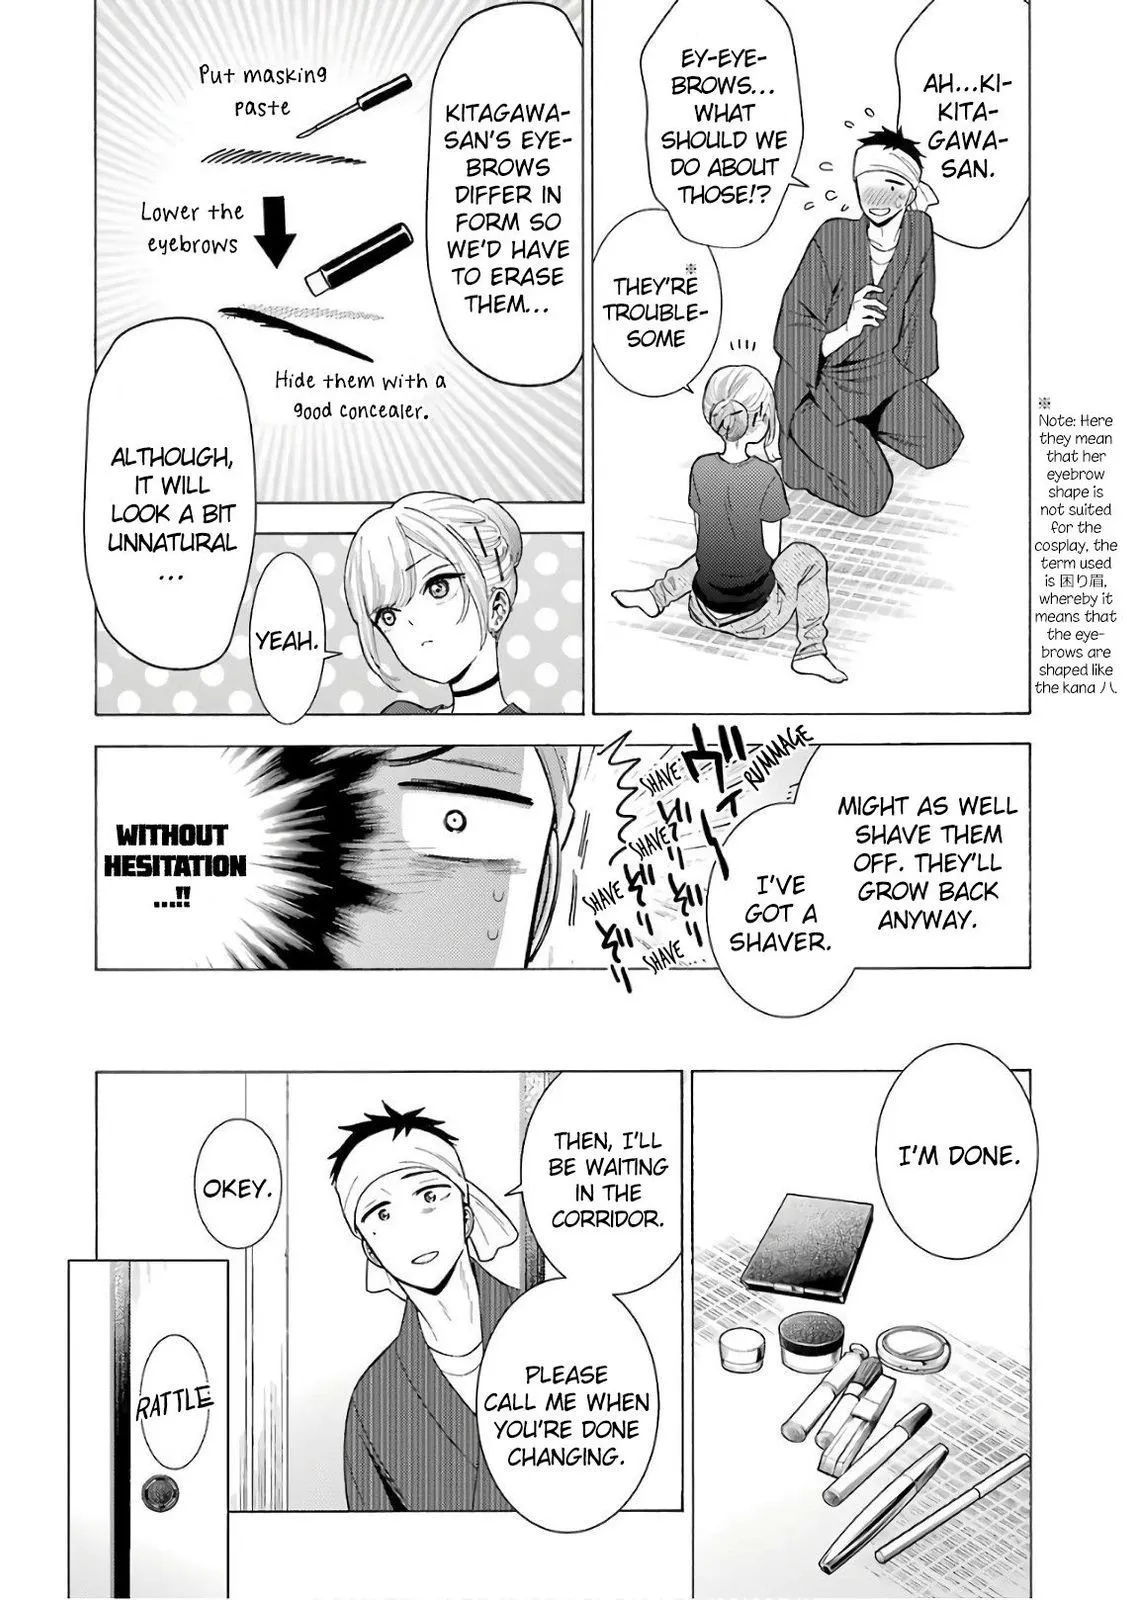 AH...KI-
KITA-
GAWA-
SAN.
EY-EYE-
BROWS...
WHAT
SHOULD WE
DO ABOUT
THOSE!?
※
THEY'RE
TROUBLE-
SOME
※
Note: Here
they mean
that her
eyebrow
shape is
not suited
for the
cosplay, the
term used
is 困り眉,
whereby it
means that
the eye-
brows are
shaped like
the kana ハ
KITAGAWA-
SAN'S EYE-
BROWS
DIFFER IN
FORM SO
WE'D HAVE
TO ERASE
THEM...
Put masking
paste
Lower the
eyebrows
Hide them with a
good concealer.
ALTHOUGH,
IT WILL
LOOK A BIT
UNNATURAL
...
YEAH.
MIGHT AS WELL
SHAVE THEM
OFF. THEY'LL
GROW BACK
ANYWAY.
I'VE
GOT A
SHAVER.
RUMMAGE
SHAVE
SHAVE
SHAVE
SHAVE...
WITHOUT
HESITATION
...!!
I'M DONE.
THEN, I'LL
BE WAITING
IN THE
CORRIDOR.
PLEASE
CALL ME WHEN
YOU'RE DONE
CHANGING.
OKEY.
RATTLE